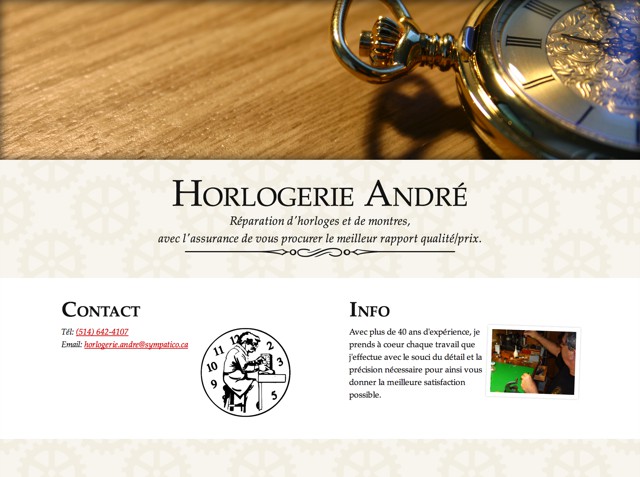 HORLOGERIE ANDRÉ
Réparation d'horloges et de montres,
avec l'assurance de vous procurer le meilleur rapport qualité/prix.
CONTACT
Tél: (514) 642-4107
Email: horlogerie.andre@sympatico.ca
12
2
3
5
9
10
11
INFO
Avec plus de 40 ans d'expérience, je
prends à coeur chaque travail que
j'effectue avec le souci du détail et la
précision nécessaire pour ainsi vous
donner la meilleure satisfaction
possible.